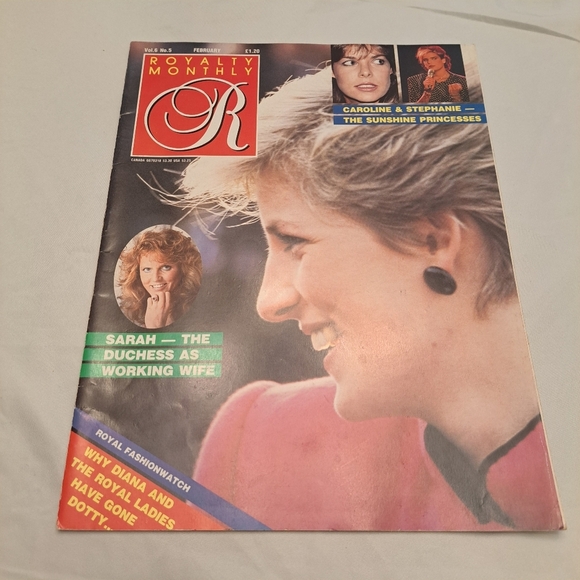 Vol.6 No.5 FEBRUARY £1.20
ROYALTY
MONTHLY
R
CAROLINE & STEPHANIE —
THE SUNSHINE PRINCESSES
SARAH — THE
DUCHESS AS
WORKING WIFE
ROYAL FASHIONWATCH
WHY DIANA AND
THE ROYAL LADIES
HAVE GONE
DOTTY..